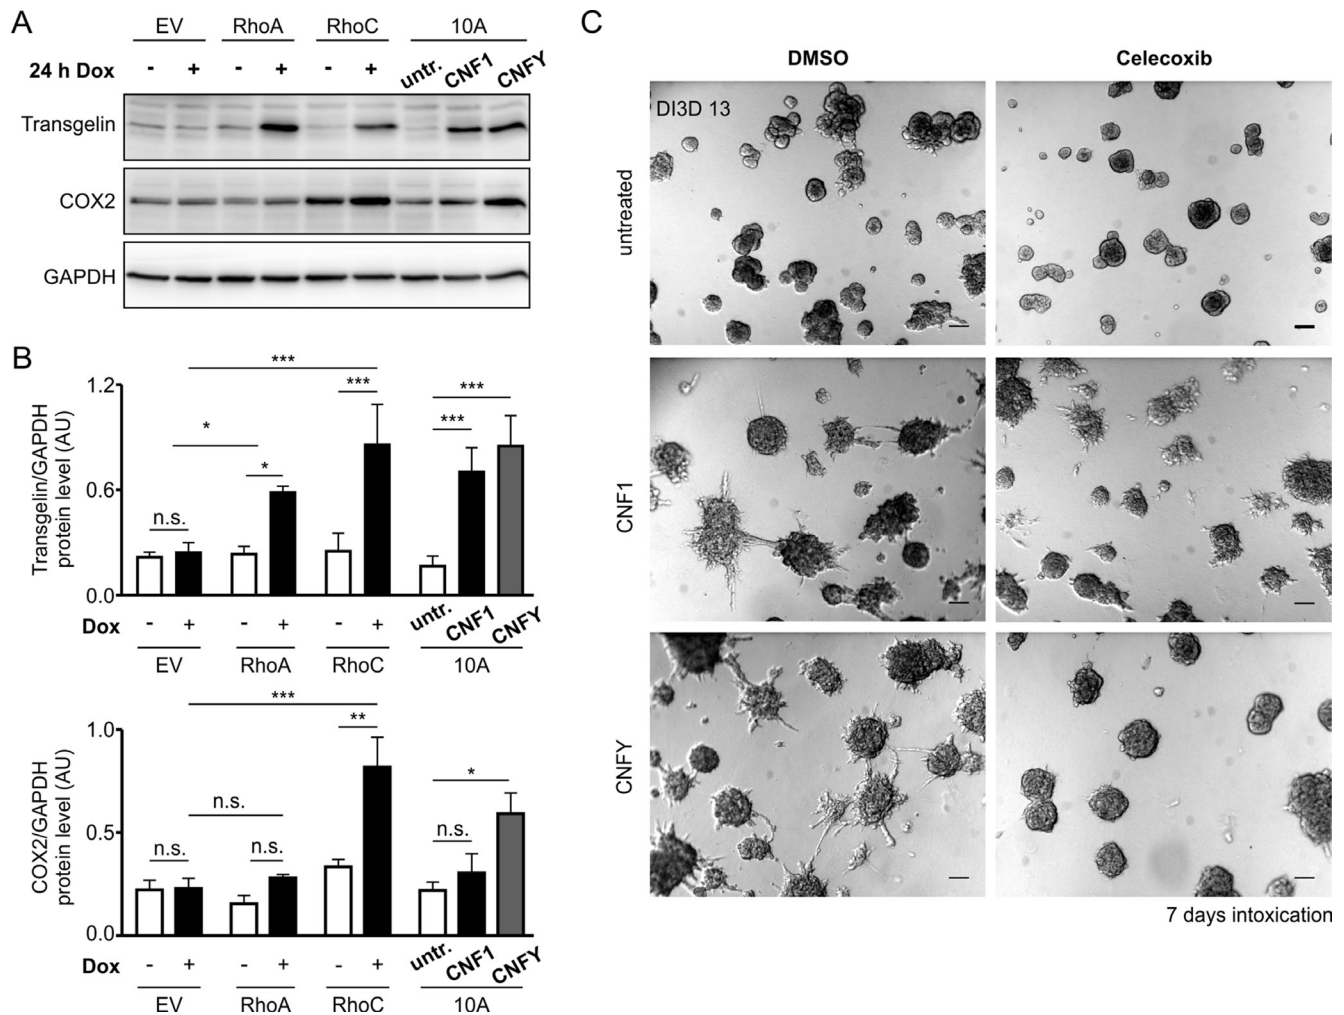 A
EV RhoA RhoC 10A
24 h Dox - + - + - + untr. CNF1 CNFY
Transgelin
COX2
GAPDH
B
Transgelin/GAPDH
protein level (AU)
1.2
0.6
0.0
n.s. * * *** *** *** ***
Dox - + - + - + untr. CNF1 CNFY
EV RhoA RhoC 10A
COX2/GAPDH
protein level (AU)
1.0
0.5
0.0
n.s. n.s. n.s. *** ** n.s. *
Dox - + - + - + untr. CNF1 CNFY
EV RhoA RhoC 10A
C
DMSO Celecoxib
DI3D 13
untreated
CNF1
CNFY
7 days intoxication